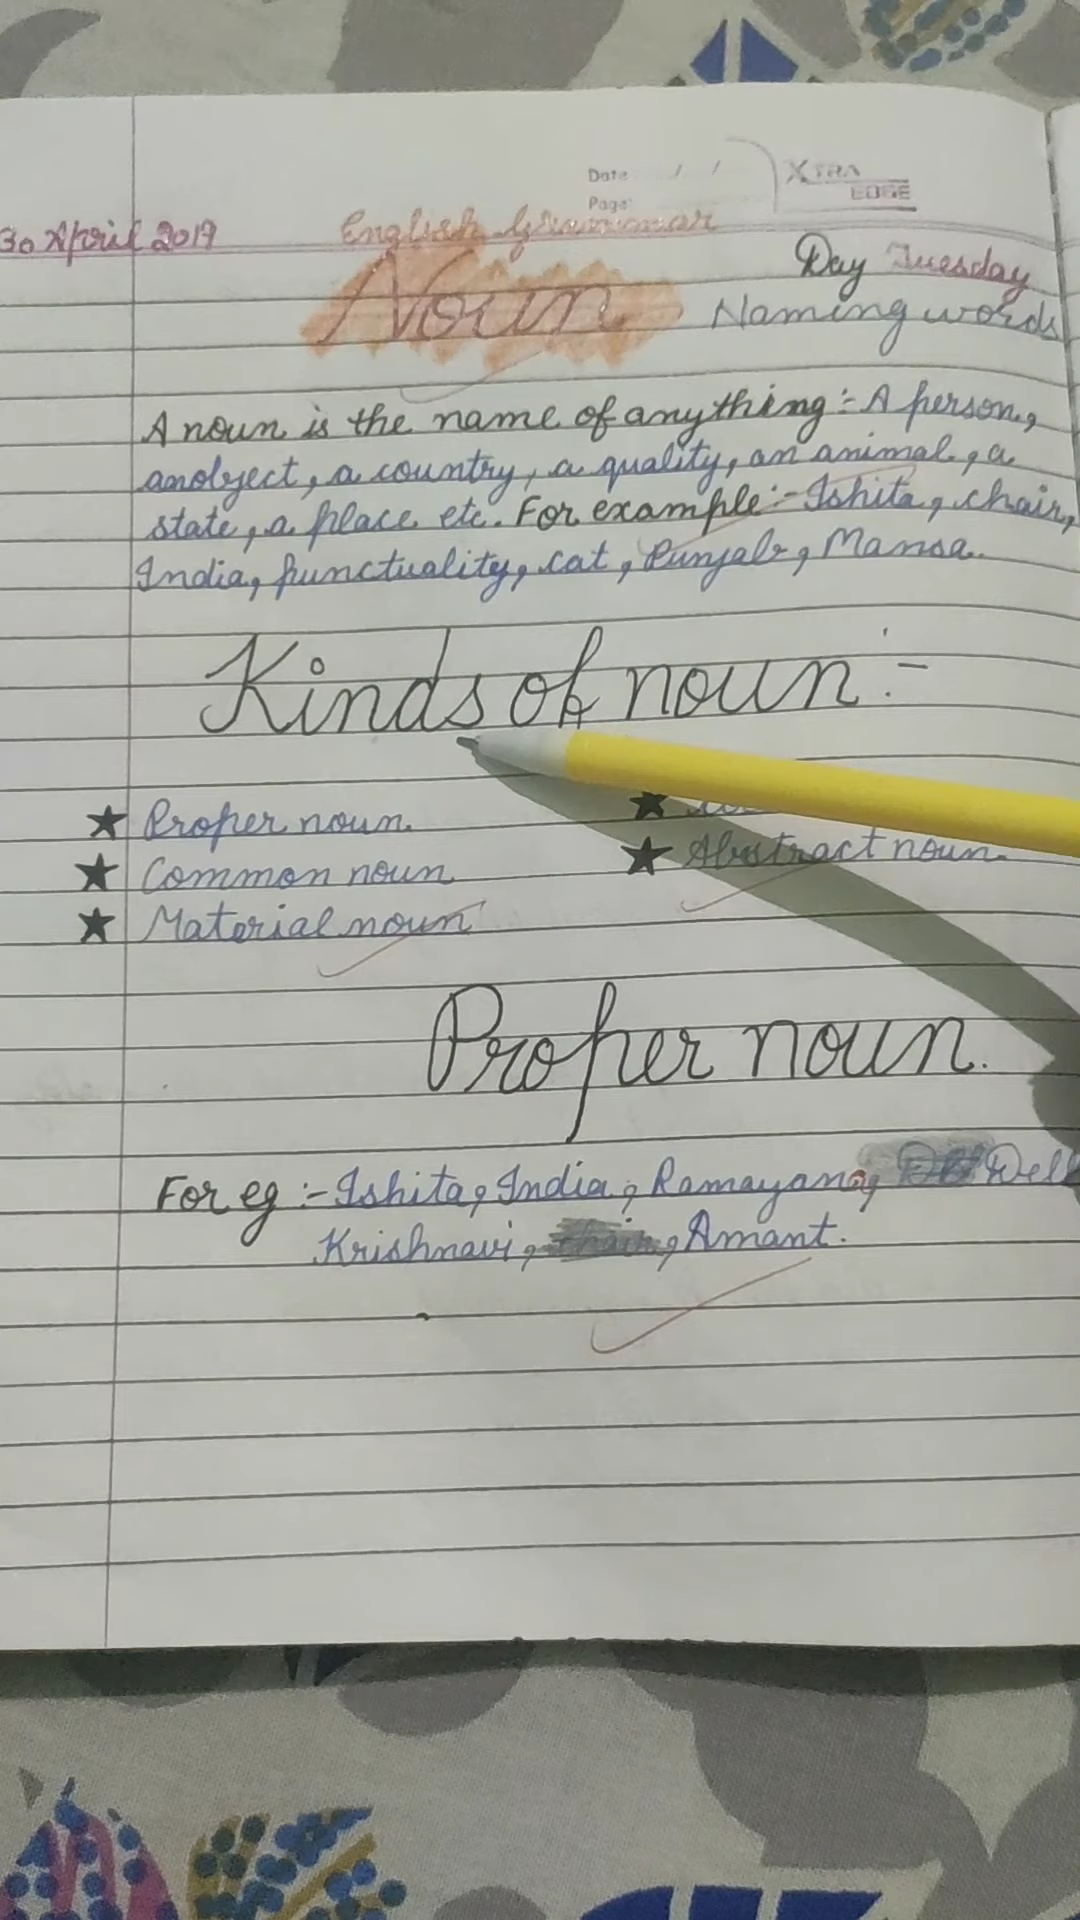 Date / /
Page
XTRA
EDGE
30 April 2019
English Grammar
Day Tuesday
Noun
Naming words
A noun is the name of anything :- A person,
an object, a country, a quality, an animal, a
state, a place etc. For example :- Ishita, chair,
India, punctuality, cat, Punjab, Mansa.
Kinds of noun :-
★ Proper noun.
★ Common noun
★ Abstract noun.
★ Material noun
Proper noun.
For eg :- Ishita, India, Ramayana,
Krishnavi, chair, Amant.